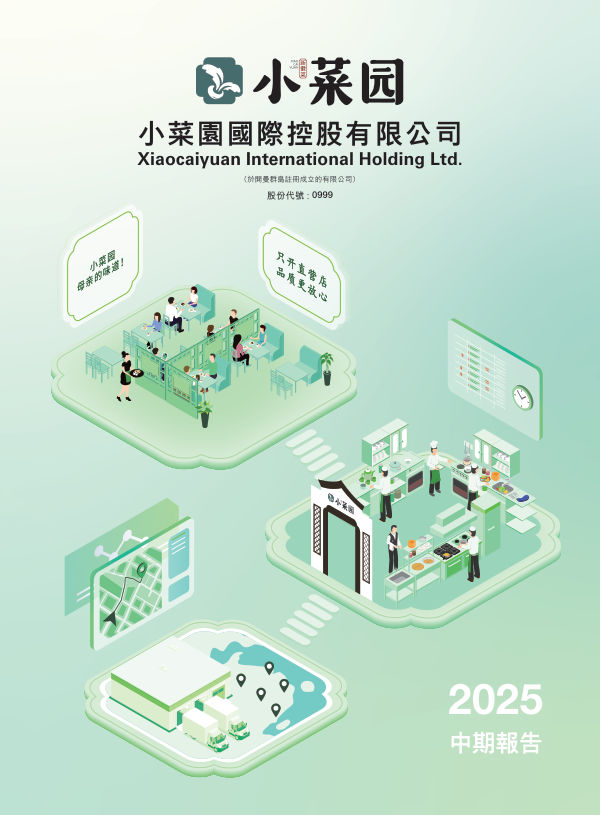 小菜园
小菜園國際控股有限公司
Xiaocaiyuan International Holding Ltd.
（於開曼群島註冊成立的有限公司）
股份代號 : 0999
小菜园
母亲的味道！
只开直营店
品质更放心
小菜园
2025
中期報告